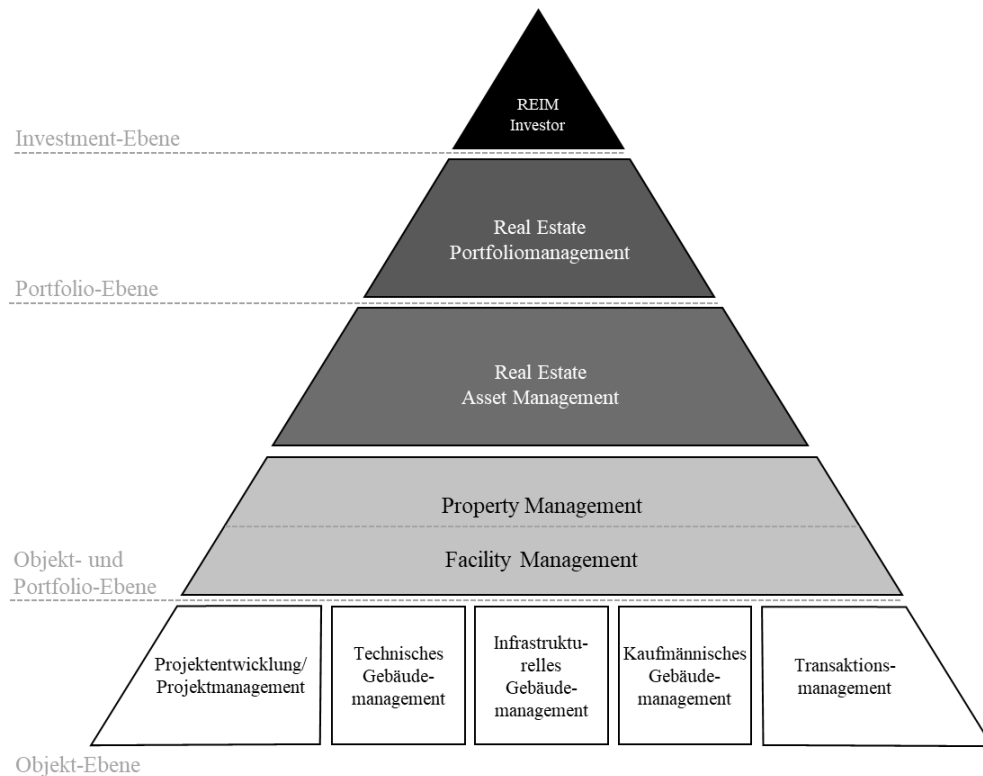 REIM
Investor
Investment-Ebene
Real Estate
Portfoliomanagement
Portfolio-Ebene
Real Estate
Asset Management
Property Management
Facility Management
Objekt- und
Portfolio-Ebene
Projektentwicklung/
Projektmanagement
Technisches
Gebäude-
management
Infrastruktu-
relles
Gebäude-
management
Kaufmännisches
Gebäude-
management
Transaktions-
management
Objekt-Ebene